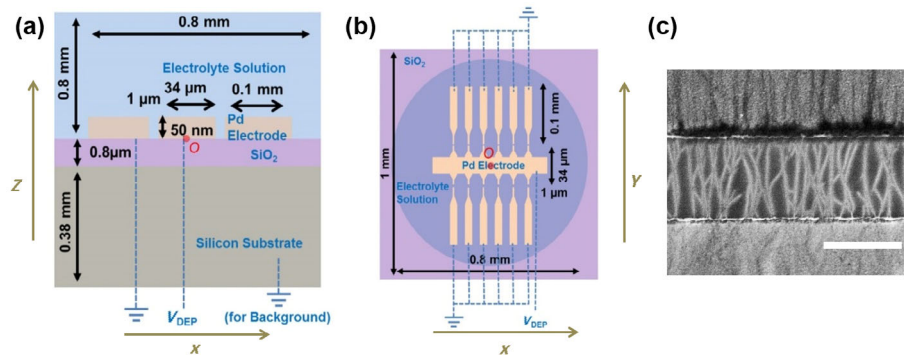 (a)
0.8 mm
0.8 mm
Electrolyte Solution
1 µm
34 µm
0.1 mm
50 nm
Pd
Electrode
O
SiO2
0.8µm
0.38 mm
Silicon Substrate
VDEP
(for Background)
Z
X
(b)
SiO2
1 mm
0.1 mm
O
Pd Electrode
34 µm
1 µm
Electrolyte
Solution
0.8 mm
VDEP
Y
X
(c)